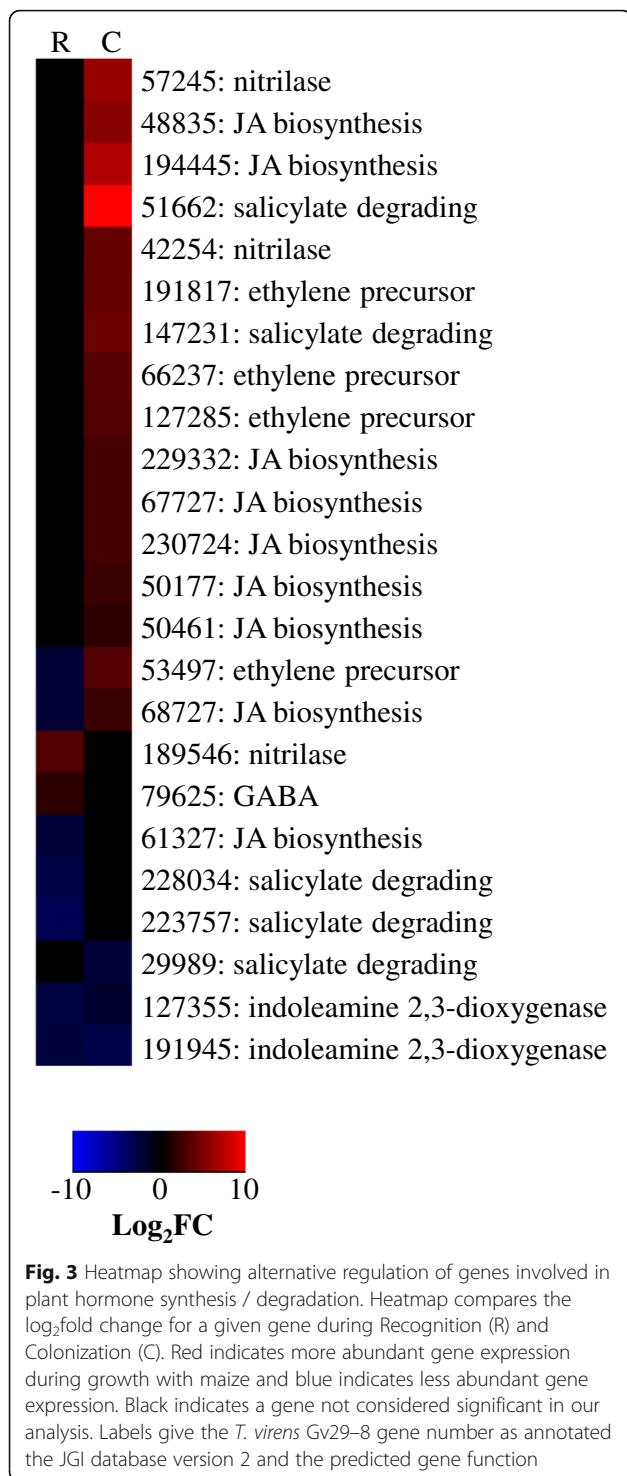 R C
57245: nitrilase
48835: JA biosynthesis
194445: JA biosynthesis
51662: salicylate degrading
42254: nitrilase
191817: ethylene precursor
147231: salicylate degrading
66237: ethylene precursor
127285: ethylene precursor
229332: JA biosynthesis
67727: JA biosynthesis
230724: JA biosynthesis
50177: JA biosynthesis
50461: JA biosynthesis
53497: ethylene precursor
68727: JA biosynthesis
189546: nitrilase
79625: GABA
61327: JA biosynthesis
228034: salicylate degrading
223757: salicylate degrading
29989: salicylate degrading
127355: indoleamine 2,3-dioxygenase
191945: indoleamine 2,3-dioxygenase
-10 0 10
Log₂FC
Fig. 3 Heatmap showing alternative regulation of genes involved in
plant hormone synthesis / degradation. Heatmap compares the
log₂fold change for a given gene during Recognition (R) and
Colonization (C). Red indicates more abundant gene expression
during growth with maize and blue indicates less abundant gene
expression. Black indicates a gene not considered significant in our
analysis. Labels give the T. virens Gv29–8 gene number as annotated
the JGI database version 2 and the predicted gene function